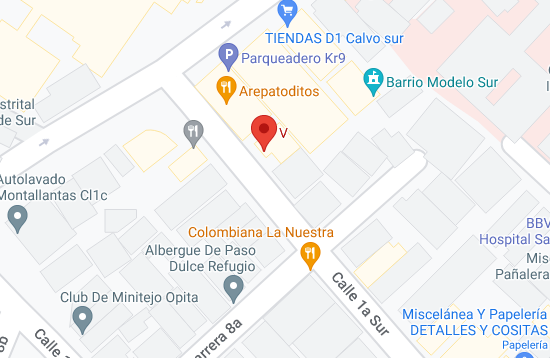 TIENDAS D1 Calvo sur
P
Parqueadero Kr9
Arepatoditos
Barrio Modelo Sur
istrital
de Sur
V
Autolavado
Montallantas Cl1c
Colombiana La Nuestra
BBV
Hospital Sa
Albergue De Paso
Dulce Refugio
Mis
Pañalera
Club De Minitejo Opita
Calle 1a Sur
Miscelánea Y Papelería
DETALLES Y COSITAS
Papelería
arrera 8a
Calle